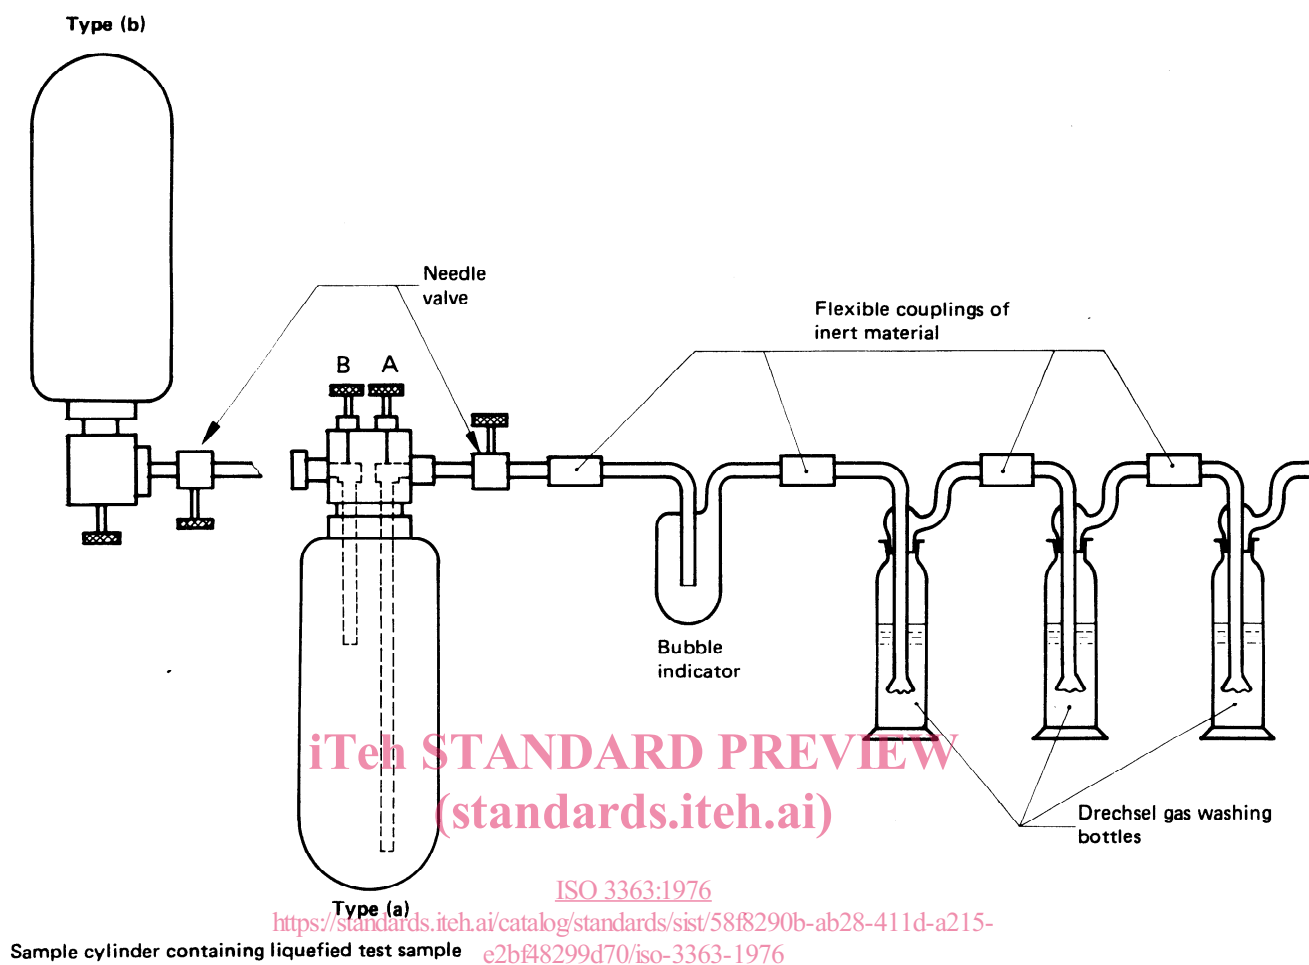 Type (b)
Needle
valve
Flexible couplings of
inert material
B A
Bubble
indicator
iTeh STANDARD PREVIEW
(standards.iteh.ai)
Drechsel gas washing
bottles
ISO 3363:1976
Type (a)
https://standards.iteh.ai/catalog/standards/sist/58f8290b-ab28-411d-a215-
Sample cylinder containing liquefied test sample
e2bf48299d70/iso-3363-1976